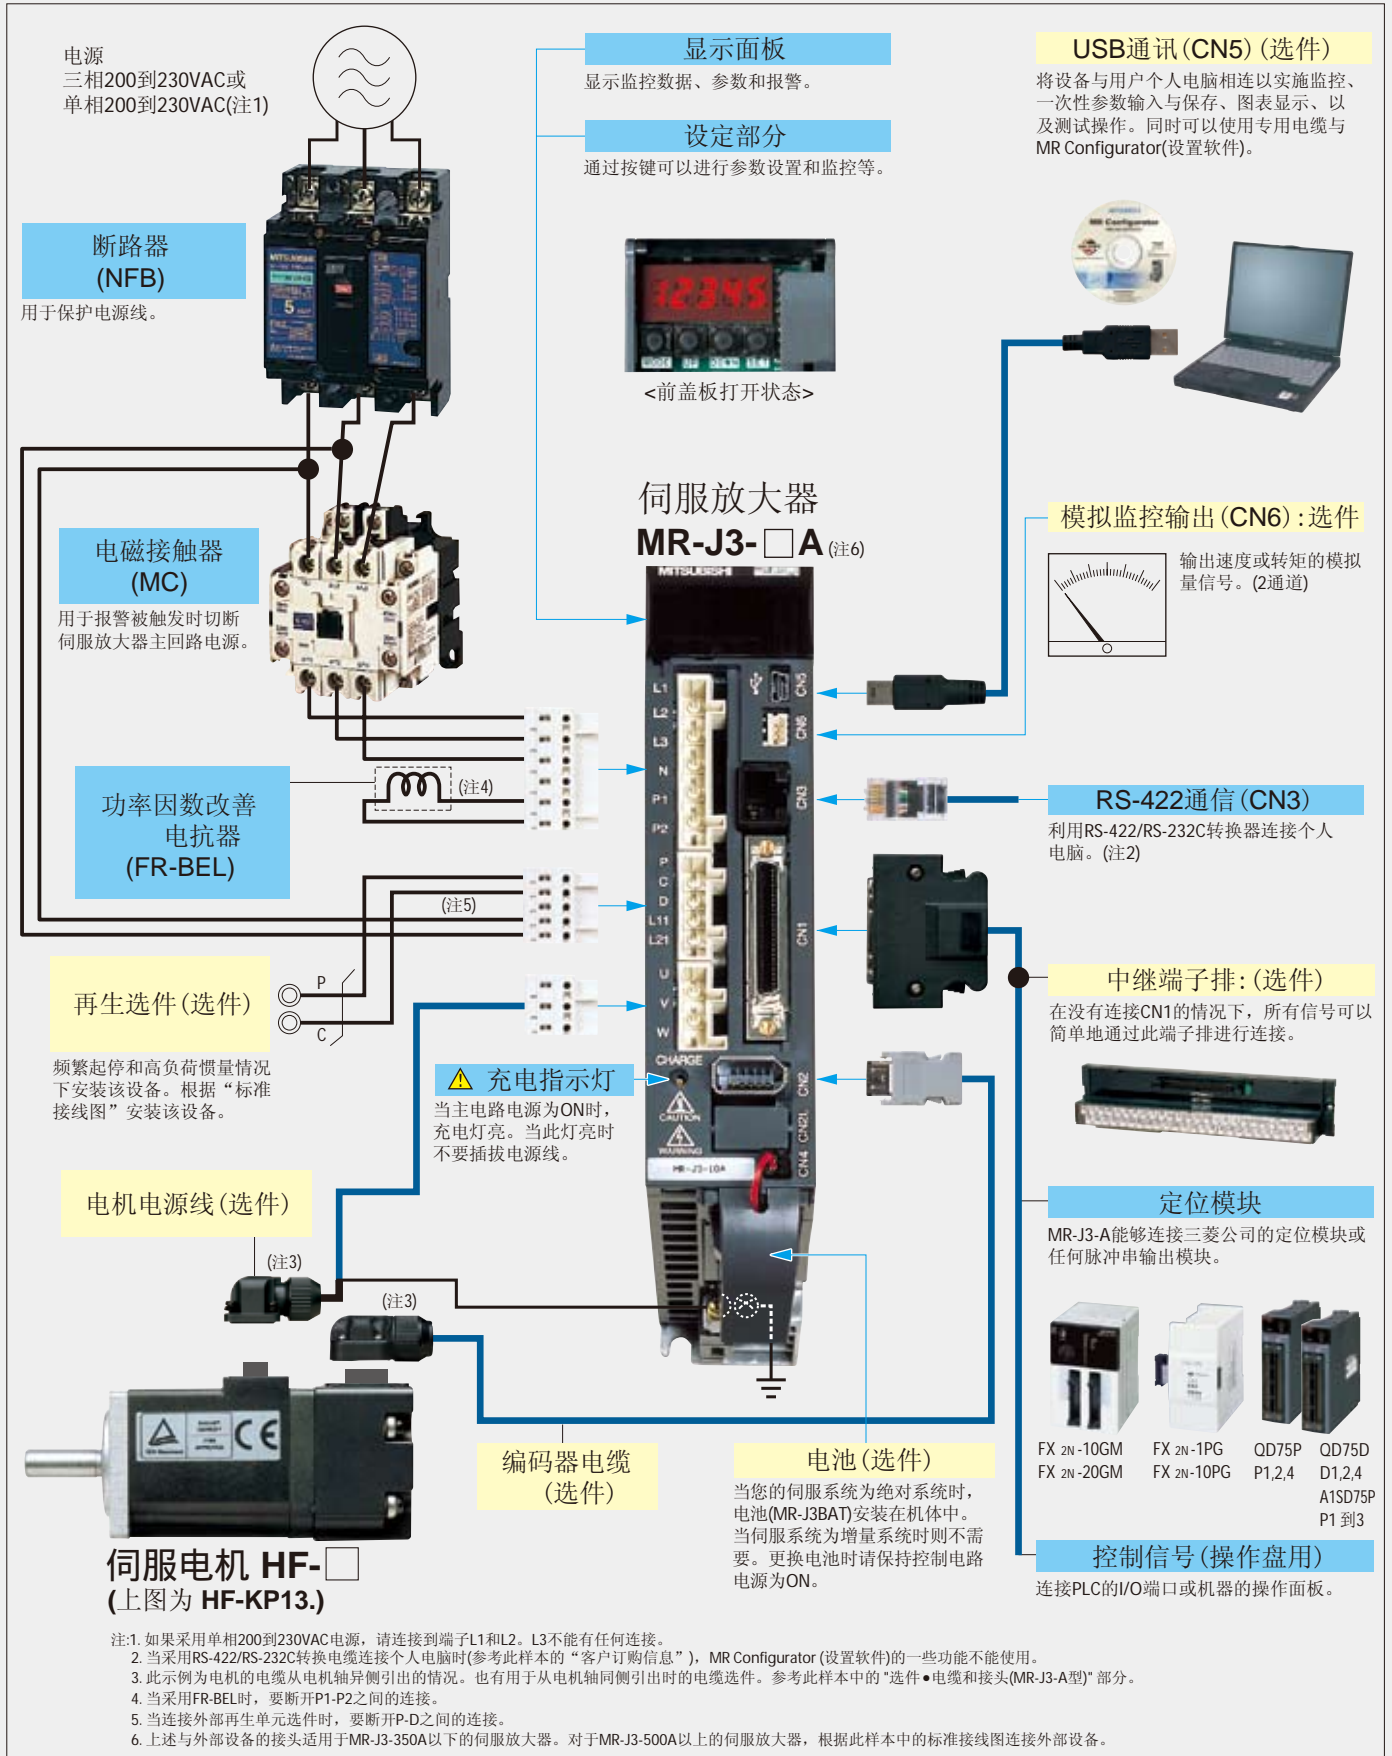 电源
三相200到230VAC或
单相200到230VAC(注1)
显示面板
显示监控数据、参数和报警。
设定部分
通过按键可以进行参数设置和监控等。
USB通讯(CN5)(选件)
将设备与用户个人电脑相连以实施监控、
一次性参数输入与保存、图表显示、以
及测试操作。同时可以使用专用电缆与
MR Configurator(设置软件)。
断路器
(NFB)
用于保护电源线。
MITSUBISHI
5
MR Configurator
12345
MODE UP DOWN SET
<前盖板打开状态>
伺服放大器
MR-J3-□A(注6)
MITSUBISHI
模拟监控输出(CN6):选件
输出速度或转矩的模拟
量信号。(2通道)
电磁接触器
(MC)
用于报警被触发时切断
伺服放大器主回路电源。
L1
L2
L3
N
P1
P2
P
C
D
L11
L21
U
V
W
CN5
CN6
CN3
CN1
CN2
CN2L
CN4
功率因数改善
电抗器
(FR-BEL)
(注4)
(注5)
RS-422通信(CN3)
利用RS-422/RS-232C转换器连接个人
电脑。(注2)
再生选件(选件)
P
C
频繁起停和高负荷惯量情况
下安装该设备。根据“标准
接线图”安装该设备。
中继端子排:(选件)
在没有连接CN1的情况下，所有信号可以
简单地通过此端子排进行连接。
CHARGE
充电指示灯
当主电路电源为ON时，
充电灯亮。当此灯亮时
不要插拔电源线。
CAUTION
WARNING
MR-J3-10A
电机电源线(选件)
(注3)
(注3)
定位模块
MR-J3-A能够连接三菱公司的定位模块或
任何脉冲串输出模块。
FX 2N -10GM
FX 2N -20GM
FX 2N-1PG
FX 2N-10PG
QD75P
P1,2,4
QD75D
D1,2,4
A1SD75P
P1 到3
编码器电缆
(选件)
电池(选件)
当您的伺服系统为绝对系统时，
电池(MR-J3BAT)安装在机体中。
当伺服系统为增量系统时则不需
要。更换电池时请保持控制电路
电源为ON。
控制信号(操作盘用)
连接PLC的I/O端口或机器的操作面板。
CE
伺服电机 HF-□
(上图为 HF-KP13.)
注:1. 如果采用单相200到230VAC电源，请连接到端子L1和L2。L3不能有任何连接。
2. 当采用RS-422/RS-232C转换电缆连接个人电脑时(参考此样本的“客户订购信息”)，MR Configurator (设置软件)的一些功能不能使用。
3. 此示例为电机的电缆从电机轴异侧引出的情况。也有用于从电机轴同侧引出时的电缆选件。参考此样本中的 "选件●电缆和接头(MR-J3-A型)" 部分。
4. 当采用FR-BEL时，要断开P1-P2之间的连接。
5. 当连接外部再生单元选件时，要断开P-D之间的连接。
6. 上述与外部设备的接头适用于MR-J3-350A以下的伺服放大器。对于MR-J3-500A以上的伺服放大器，根据此样本中的标准接线图连接外部设备。